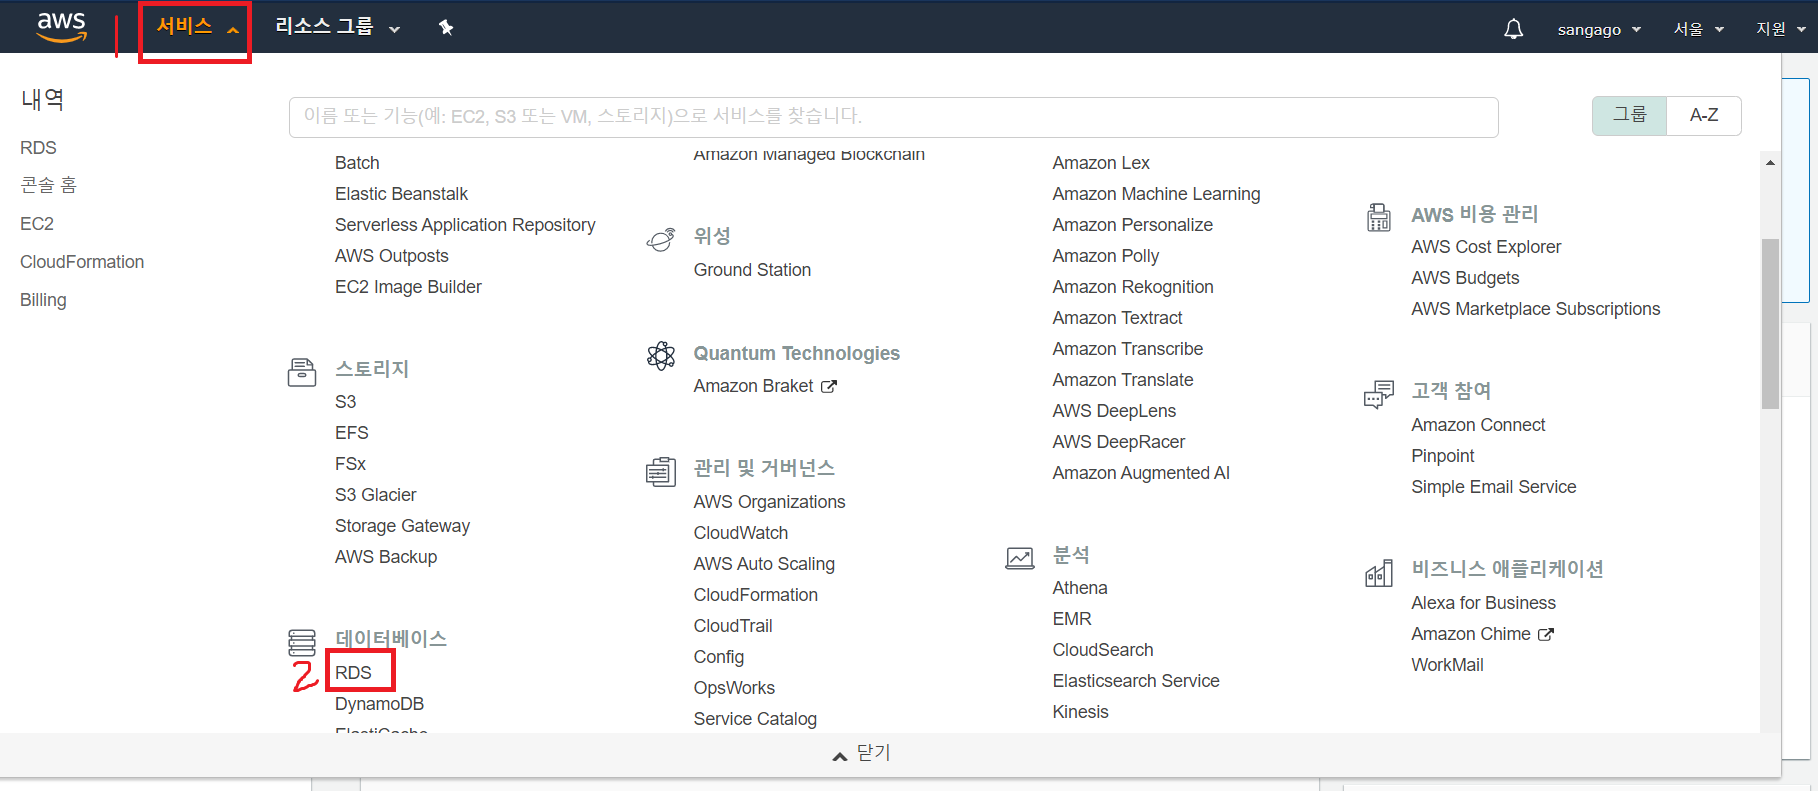 aws
서비스
리소스 그룹
sangago
서울
지원
내역
RDS
콘솔 홈
EC2
CloudFormation
Billing
이름 또는 기능(예: EC2, S3 또는 VM, 스토리지)으로 서비스를 찾습니다.
그룹
A-Z
Batch
Elastic Beanstalk
Serverless Application Repository
AWS Outposts
EC2 Image Builder
스토리지
S3
EFS
FSx
S3 Glacier
Storage Gateway
AWS Backup
데이터베이스
2
RDS
DynamoDB
ElastiCache
Amazon Managed Blockchain
위성
Ground Station
Quantum Technologies
Amazon Braket
관리 및 거버넌스
AWS Organizations
CloudWatch
AWS Auto Scaling
CloudFormation
CloudTrail
Config
OpsWorks
Service Catalog
Amazon Lex
Amazon Machine Learning
Amazon Personalize
Amazon Polly
Amazon Rekognition
Amazon Textract
Amazon Transcribe
Amazon Translate
AWS DeepLens
AWS DeepRacer
Amazon Augmented AI
분석
Athena
EMR
CloudSearch
Elasticsearch Service
Kinesis
AWS 비용 관리
AWS Cost Explorer
AWS Budgets
AWS Marketplace Subscriptions
고객 참여
Amazon Connect
Pinpoint
Simple Email Service
비즈니스 애플리케이션
Alexa for Business
Amazon Chime
WorkMail
닫기